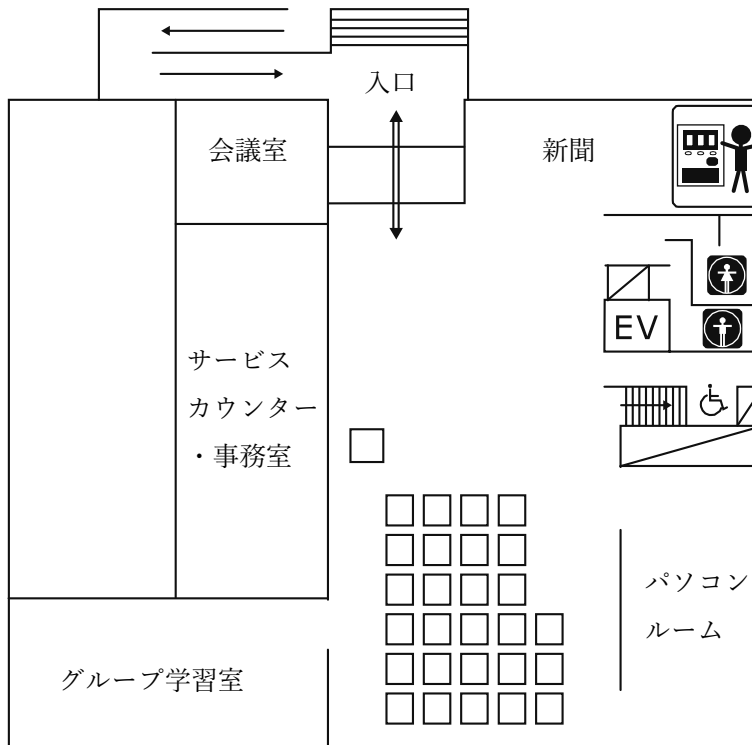 入口
会議室
新聞
EV
サービス
カウンター
・事務室
パソコン
ルーム
グループ学習室